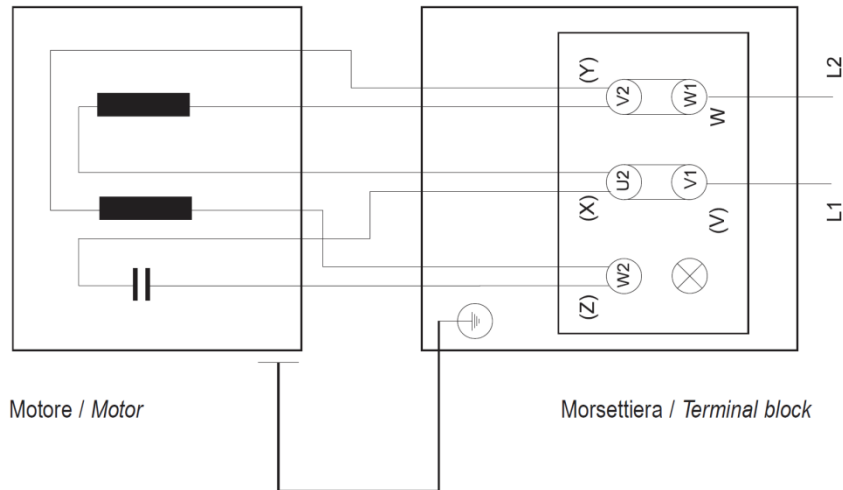 (Y)
V2
W1
W
L2
(X)
U2
V1
(V)
L1
(Z)
W2
Motore / Motor
Morsettiera / Terminal block